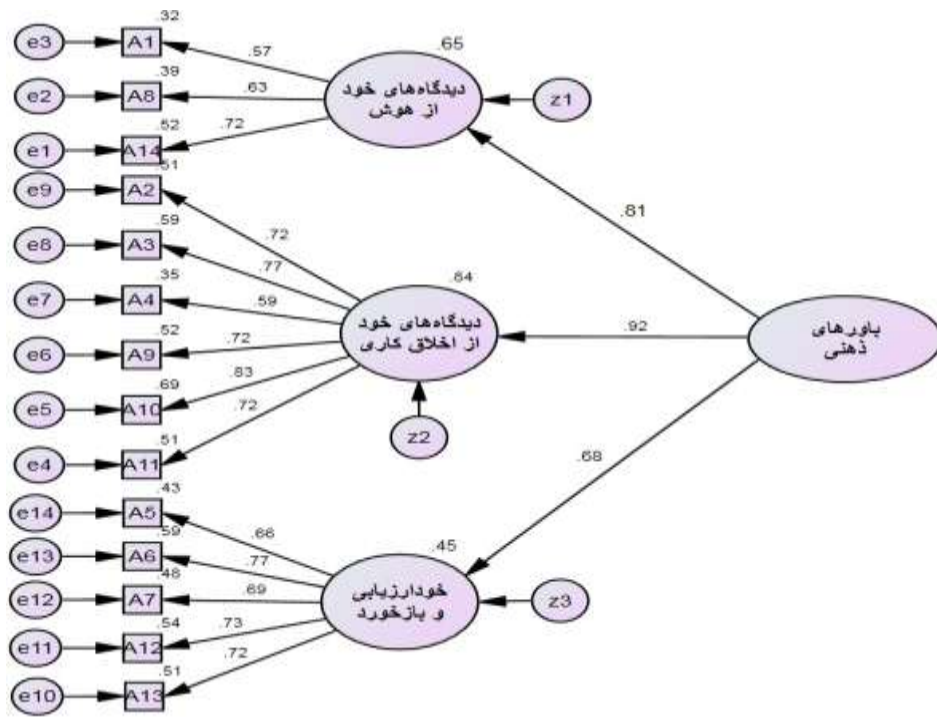 .32
e3 A1
.57
.39
e2 A8
.63
.52
e1 A14
.72
.65
دیدگاه‌های خود
از هوش
z1
.51
e9 A2
.72
.59
e8 A3
.77
.35
e7 A4
.59
.52
e6 A9
.72
.69
e5 A10
.83
.51
e4 A11
.72
.84
دیدگاه‌های خود
از اخلاق کاری
z2
.81
.92
.68
باورهای
ذهنی
.43
e14 A5
.66
.59
e13 A6
.77
.48
e12 A7
.69
.54
e11 A12
.73
.51
e10 A13
.72
.45
خودارزیابی
و بازخورد
z3